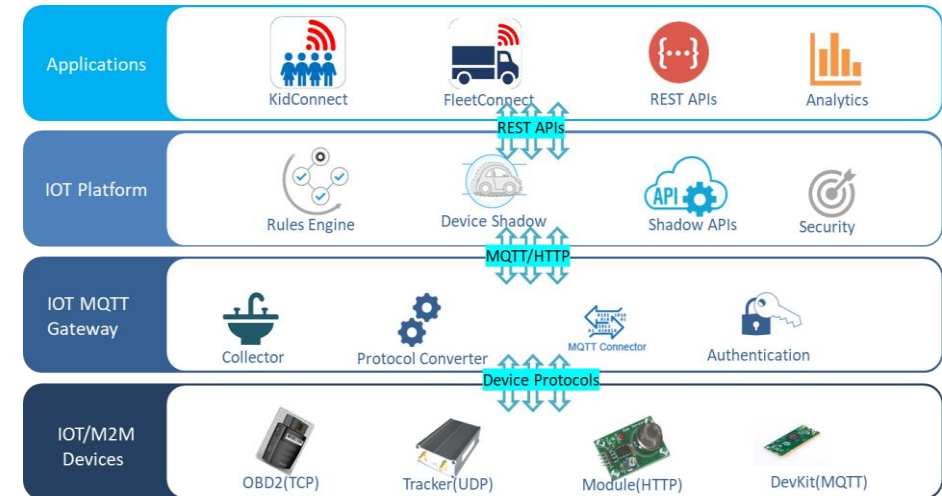 Applications
KidConnect
FleetConnect
{...}
REST APIs
Analytics
REST APIs
IOT Platform
Rules Engine
Device Shadow
API
Shadow APIs
Security
MQTT/HTTP
IOT MQTT
Gateway
Collector
Protocol Converter
MQTT Connector
Authentication
Device Protocols
IOT/M2M
Devices
OBD2(TCP)
Tracker(UDP)
Module(HTTP)
DevKit(MQTT)